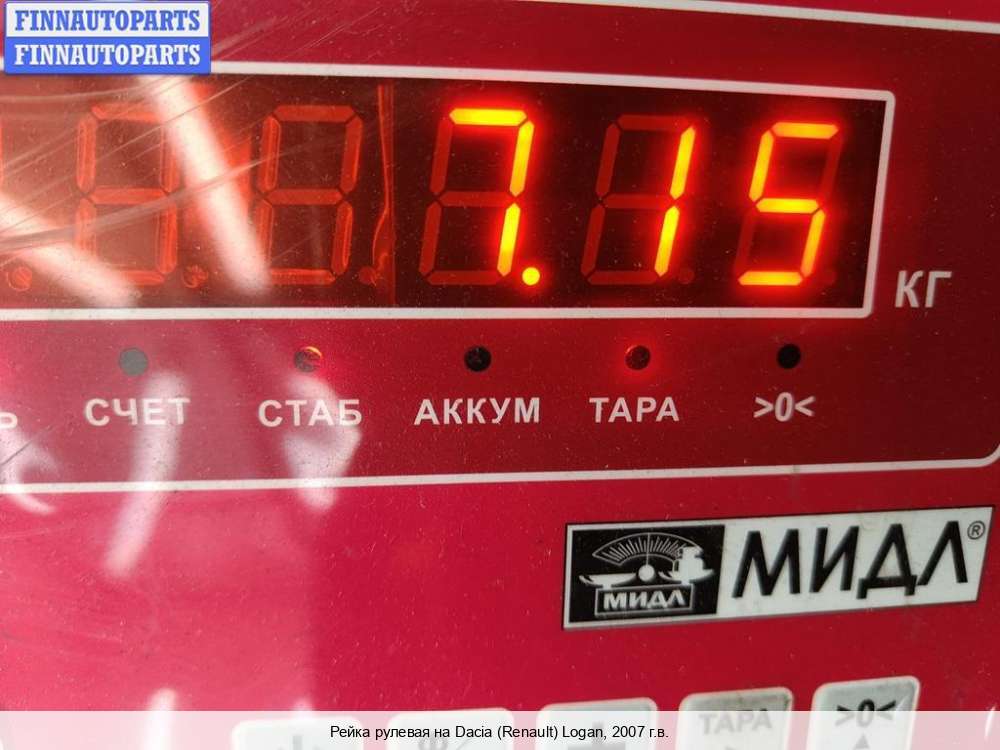 FINNAUTOPARTS
FINNAUTOPARTS
7.15
КГ
СЧЕТ СТАБ АККУМ ТАРА >0<
МИДЛ МИДЛ®
ТАРА >0<
Рейка рулевая на Dacia (Renault) Logan, 2007 г.в.